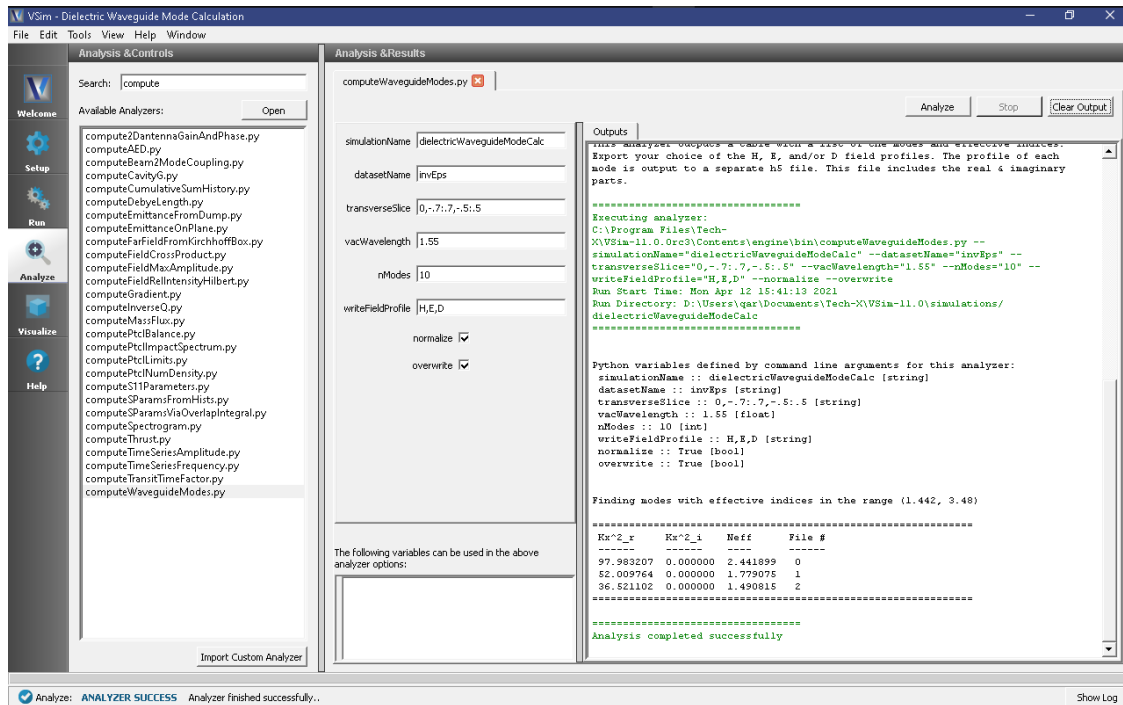 VSim - Dielectric Waveguide Mode Calculation
File Edit Tools View Help Window
Analysis &Controls
Analysis &Results
Welcome
Setup
Run
Analyze
Visualize
Help
Search: compute
Available Analyzers:
Open
compute2DantennaGainAndPhase.py
computeAED.py
computeBeam2ModeCoupling.py
computeCavityG.py
computeCumulativeSumHistory.py
computeDebyeLength.py
computeEmittanceFromDump.py
computeEmittanceOnPlane.py
computeFarFieldFromKirchhoffBox.py
computeFieldCrossProduct.py
computeFieldMaxAmplitude.py
computeFieldRelIntensityHilbert.py
computeGradient.py
computeInverseQ.py
computeMassFlux.py
computePtclBalance.py
computePtclImpactSpectrum.py
computePtclLimits.py
computePtclNumDensity.py
computeS11Parameters.py
computeSParamsFromHists.py
computeSParamsViaOverlapIntegral.py
computeSpectrogram.py
computeThrust.py
computeTimeSeriesAmplitude.py
computeTimeSeriesFrequency.py
computeTransitTimeFactor.py
computeWaveguideModes.py
Import Custom Analyzer
computeWaveguideModes.py
Analyze
Stop
Clear Output
simulationName dielectricWaveguideModeCalc
datasetName invEps
transverseSlice 0,-.7:.7,-.5:.5
vacWavelength 1.55
nModes 10
writeFieldProfile H,E,D
normalize
overwrite
The following variables can be used in the above
analyzer options:
Outputs
This analyzer outputs a table with a list of the modes and effective indices.
Export your choice of the H, E, and/or D field profiles. The profile of each
mode is output to a separate h5 file. This file includes the real & imaginary
parts.
==================================
Executing analyzer:
C:\Program Files\Tech-
X\VSim-11.0.0rc3\Contents\engine\bin\computeWaveguideModes.py --
simulationName="dielectricWaveguideModeCalc" --datasetName="invEps" --
transverseSlice="0,-.7:.7,-.5:.5" --vacWavelength="1.55" --nModes="10" --
writeFieldProfile="H,E,D" --normalize --overwrite
Run Start Time: Mon Apr 12 15:41:13 2021
Run Directory: D:\Users\qar\Documents\Tech-X\VSim-11.0\simulations/
dielectricWaveguideModeCalc
==================================
Python variables defined by command line arguments for this analyzer:
simulationName :: dielectricWaveguideModeCalc [string]
datasetName :: invEps [string]
transverseSlice :: 0,-.7:.7,-.5:.5 [string]
vacWavelength :: 1.55 [float]
nModes :: 10 [int]
writeFieldProfile :: H,E,D [string]
normalize :: True [bool]
overwrite :: True [bool]
Finding modes with effective indices in the range (1.442, 3.48)
==============================================================
Kx^2_r Kx^2_i Neff File #
------ ------ ---- ------
97.983207 0.000000 2.441899 0
52.009764 0.000000 1.779075 1
36.521102 0.000000 1.490815 2
==============================================================
==================================
Analysis completed successfully
Analyze: ANALYZER SUCCESS Analyzer finished successfully..
Show Log